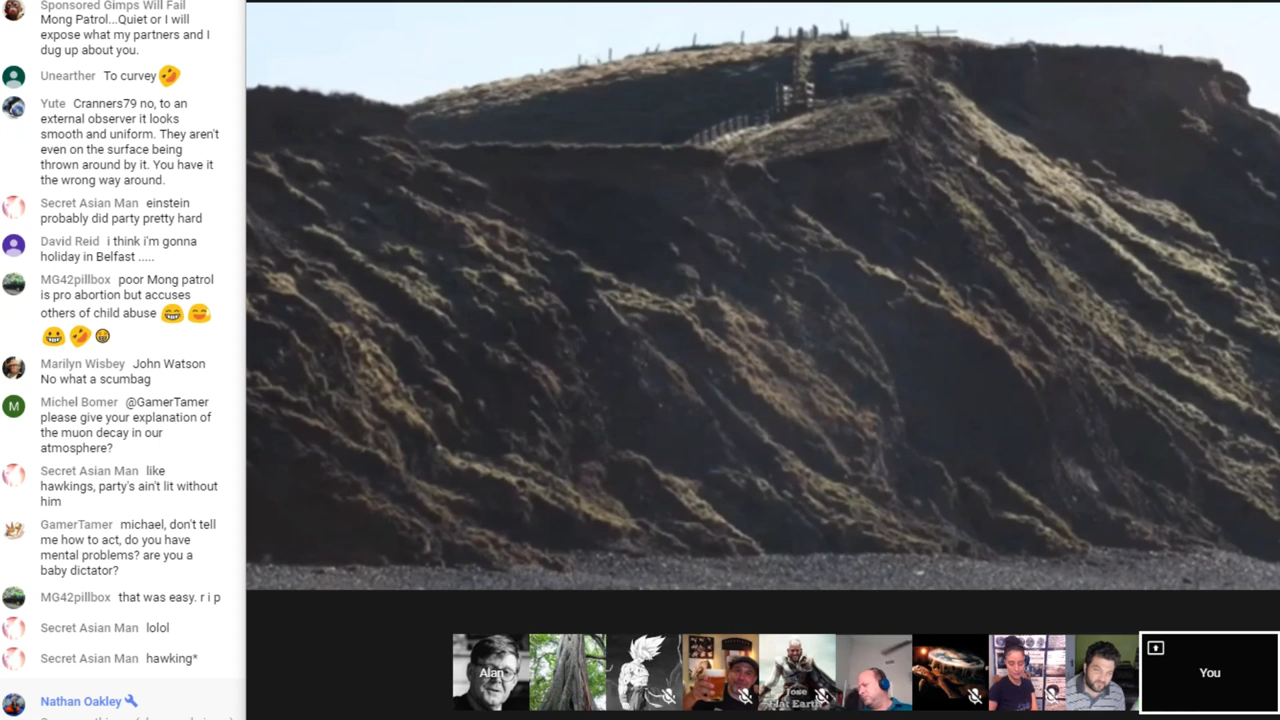 Sponsored Gimps Will Fail
Mong Patrol...Quiet or I will
expose what my partners and I
dug up about you.
Unearther To curvey
Yute Cranners79 no, to an
external observer it looks
smooth and uniform. They aren't
even on the surface being
thrown around by it. You have it
the wrong way around.
Secret Asian Man einstein
probably did party pretty hard
David Reid i think i'm gonna
holiday in Belfast .....
MG42pillbox poor Mong patrol
is pro abortion but accuses
others of child abuse
Marilyn Wisbey John Watson
No what a scumbag
Michel Bomer @GamerTamer
please give your explanation of
the muon decay in our
atmosphere?
Secret Asian Man like
hawkings, party's ain't lit without
him
GamerTamer michael, don't tell
me how to act, do you have
mental problems? are you a
baby dictator?
MG42pillbox that was easy. r i p
Secret Asian Man lolol
Secret Asian Man hawking*
M
Nathan Oakley
Alan
Jose
Flat Earth
You